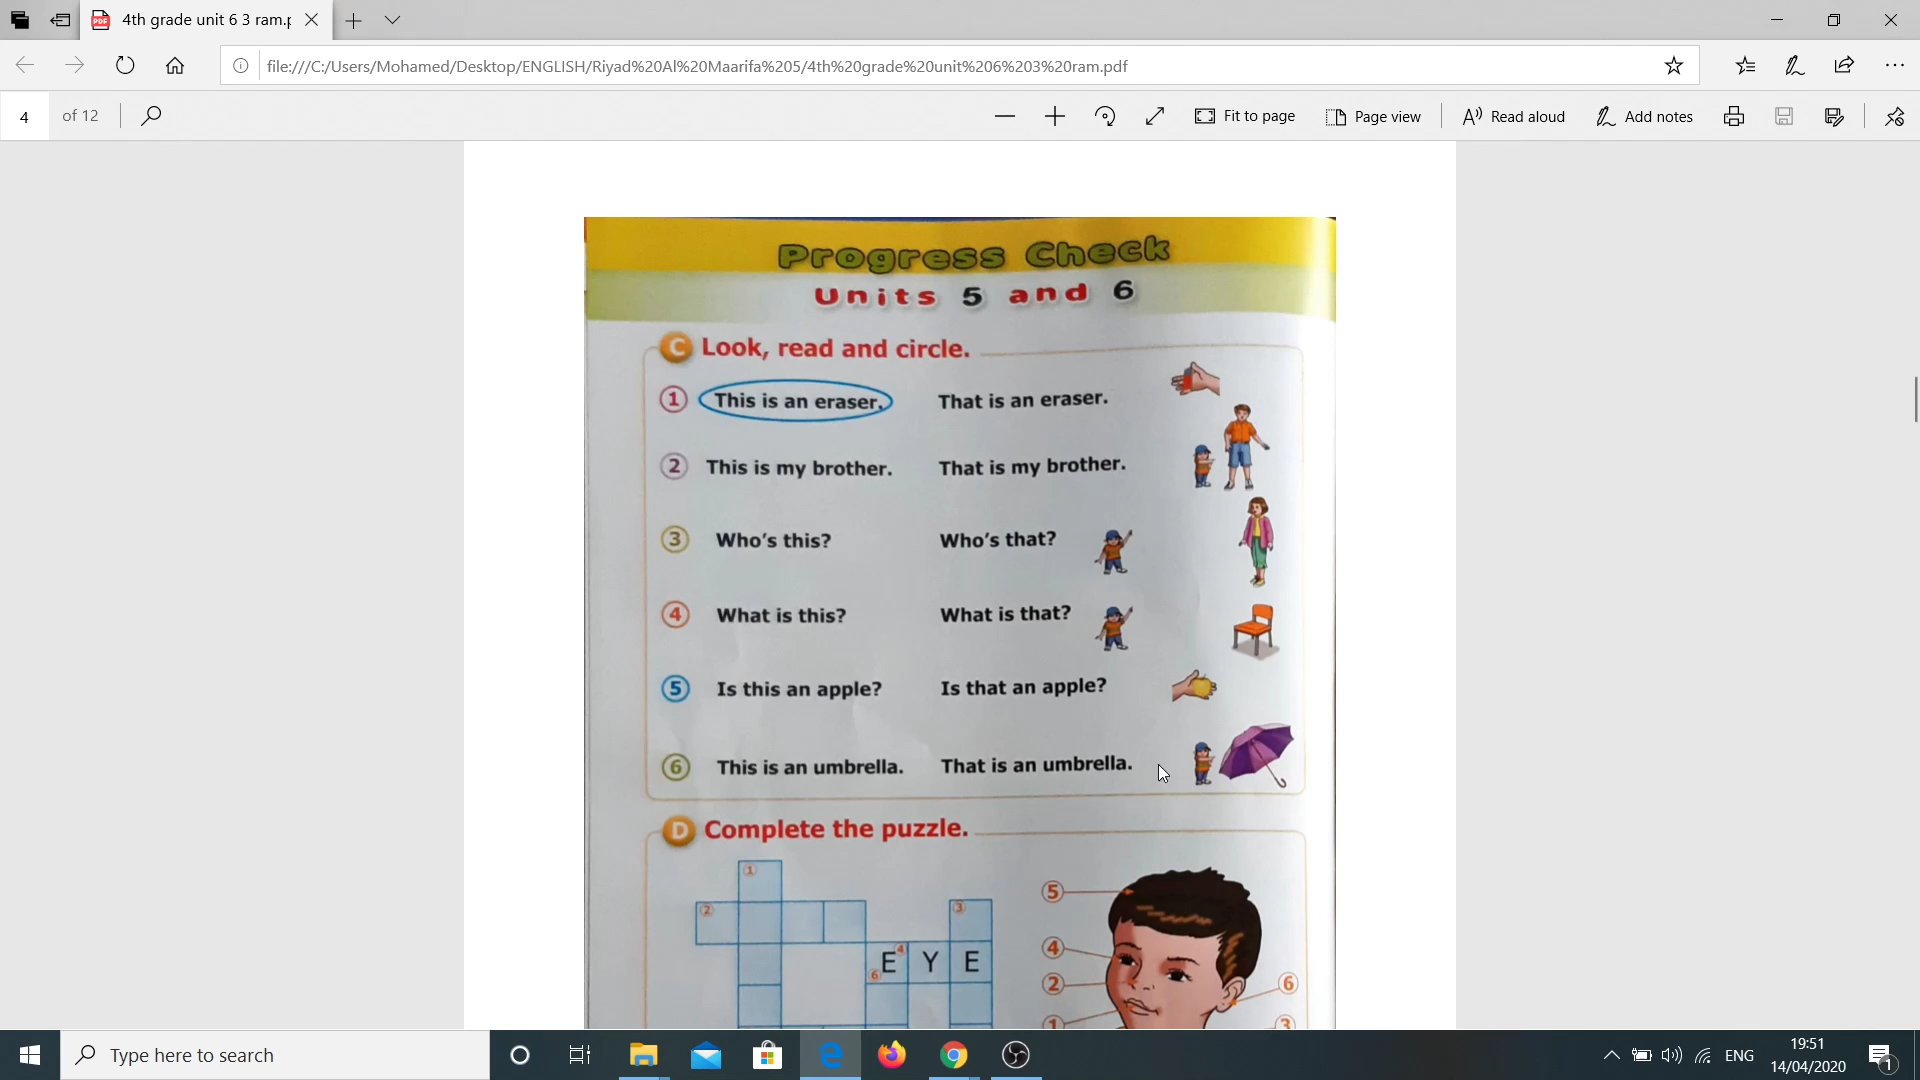 4th grade unit 6 3 ram.p
file:///C:/Users/Mohamed/Desktop/ENGLISH/Riyad%20Al%20Maarifa%205/4th%20grade%20unit%206%203%20ram.pdf
4 of 12
Fit to page
Page view
Read aloud
Add notes
Progress Check
Units 5 and 6
C Look, read and circle.
1 This is an eraser. That is an eraser.
2 This is my brother. That is my brother.
3 Who's this? Who's that?
4 What is this? What is that?
5 Is this an apple? Is that an apple?
6 This is an umbrella. That is an umbrella.
D Complete the puzzle.
1
5
2
3
4
4
6 E Y E
2
6
1
3
Type here to search
ENG
19:51
14/04/2020
1